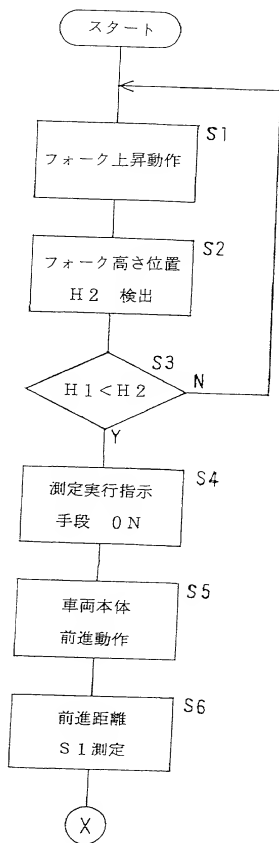 スタート
S1
フォーク上昇動作
S2
フォーク高さ位置
H2 検出
S3
H1<H2
N
Y
S4
測定実行指示
手段 ON
S5
車両本体
前進動作
S6
前進距離
S1測定
X